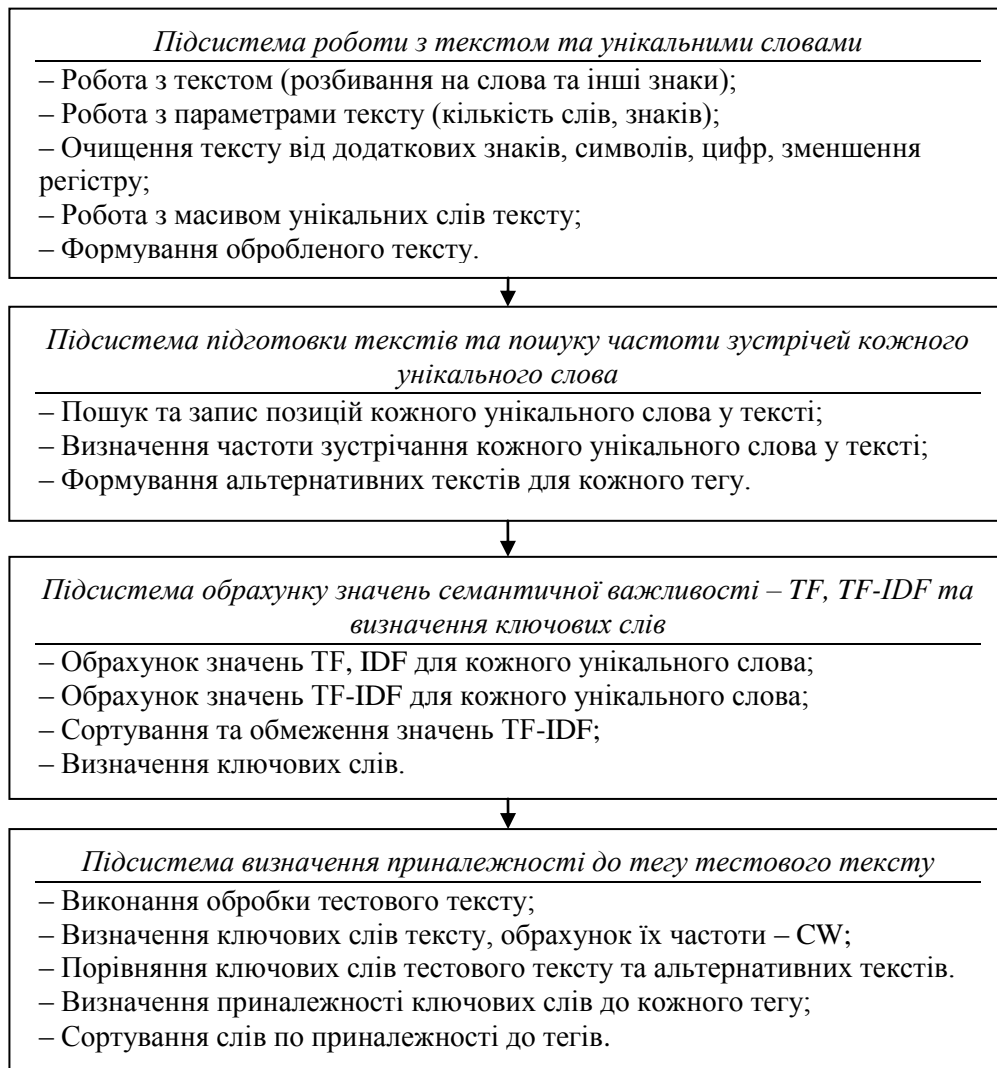 Підсистема роботи з текстом та унікальними словами
– Робота з текстом (розбивання на слова та інші знаки);
– Робота з параметрами тексту (кількість слів, знаків);
– Очищення тексту від додаткових знаків, символів, цифр, зменшення
регістру;
– Робота з масивом унікальних слів тексту;
– Формування обробленого тексту.
Підсистема підготовки текстів та пошуку частоти зустрічей кожного
унікального слова
– Пошук та запис позицій кожного унікального слова у тексті;
– Визначення частоти зустрічання кожного унікального слова у тексті;
– Формування альтернативних текстів для кожного тегу.
Підсистема обрахунку значень семантичної важливості – TF, TF-IDF та
визначення ключових слів
– Обрахунок значень TF, IDF для кожного унікального слова;
– Обрахунок значень TF-IDF для кожного унікального слова;
– Сортування та обмеження значень TF-IDF;
– Визначення ключових слів.
Підсистема визначення приналежності до тегу тестового тексту
– Виконання обробки тестового тексту;
– Визначення ключових слів тексту, обрахунок їх частоти – CW;
– Порівняння ключових слів тестового тексту та альтернативних текстів.
– Визначення приналежності ключових слів до кожного тегу;
– Сортування слів по приналежності до тегів.